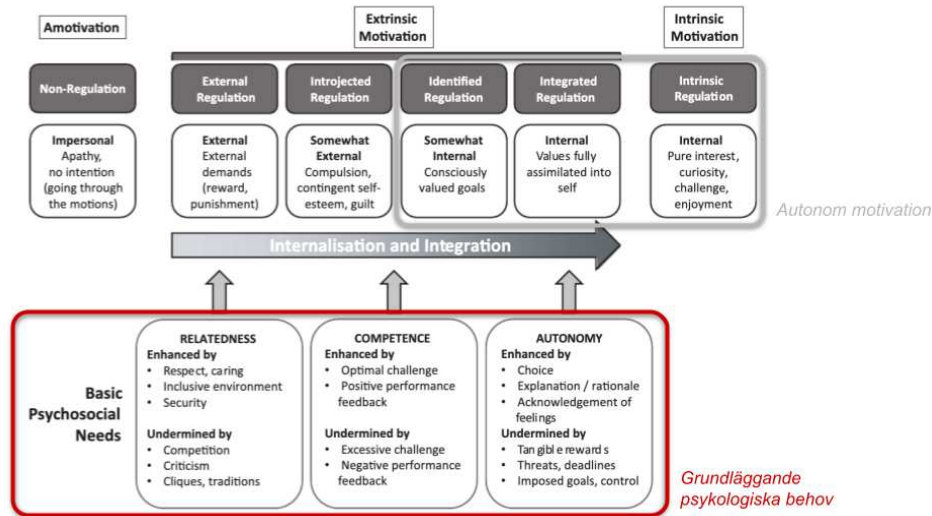 Amotivation
Extrinsic
Motivation
Intrinsic
Motivation
Non-Regulation
External
Regulation
Introjected
Regulation
Identified
Regulation
Integrated
Regulation
Intrinsic
Regulation
Impersonal
Apathy,
no intention
(going through
the motions)
External
External
demands
(reward,
punishment)
Somewhat
External
Compulsion,
contingent self-
esteem, guilt
Somewhat
Internal
Consciously
valued goals
Internal
Values fully
assimilated into
self
Internal
Pure interest,
curiosity,
challenge,
enjoyment
Autonom motivation
Internalisation and Integration
Basic
Psychosocial
Needs
RELATEDNESS
Enhanced by
• Respect, caring
• Inclusive environment
• Security
Undermined by
• Competition
• Criticism
• Cliques, traditions
COMPETENCE
Enhanced by
• Optimal challenge
• Positive performance
feedback
Undermined by
• Excessive challenge
• Negative performance
feedback
AUTONOMY
Enhanced by
• Choice
• Explanation / rationale
• Acknowledgement of
feelings
Undermined by
• Tangible rewards
• Threats, deadlines
• Imposed goals, control
Grundläggande
psykologiska behov